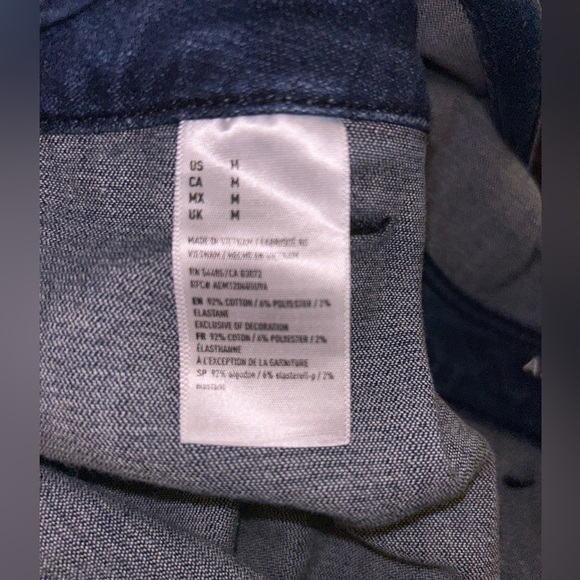 US M
CA M
MX M
UK M
MADE IN VIETNAM / FABRIQUÉ AU
VIETNAM / HECHO EN VIETNAM
RN 54485/CA 03072
EN 92% COTTON / 6% POLYESTER / 2%
ELASTANE
EXCLUSIVE OF DECORATION
FR 92% COTON / 6% POLYESTER / 2%
ÉLASTHANNE
À L'EXCEPTION DE LA GARNITURE
SP 92% algodon / 6% / 2%